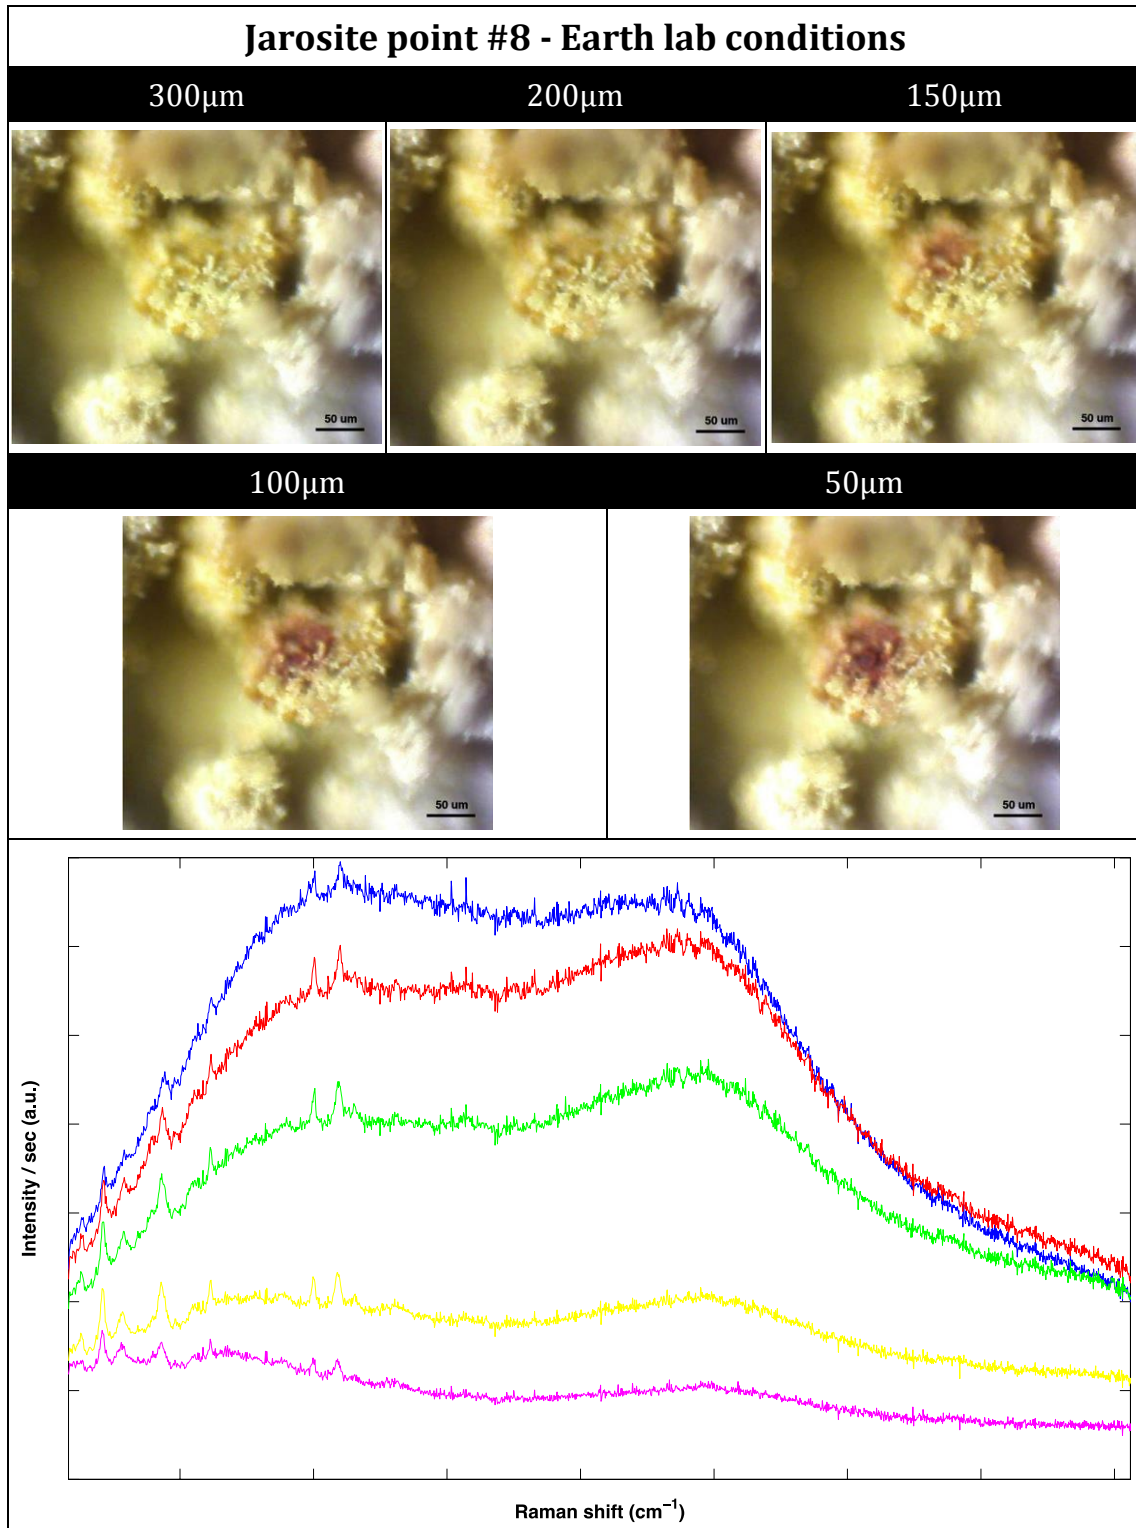 Jarosite point #8 - Earth lab conditions
300μm 200μm 150μm
50 um 50 um 50 um
100μm 50μm
50 um 50 um
Intensity / sec (a.u.)
Raman shift (cm⁻¹)